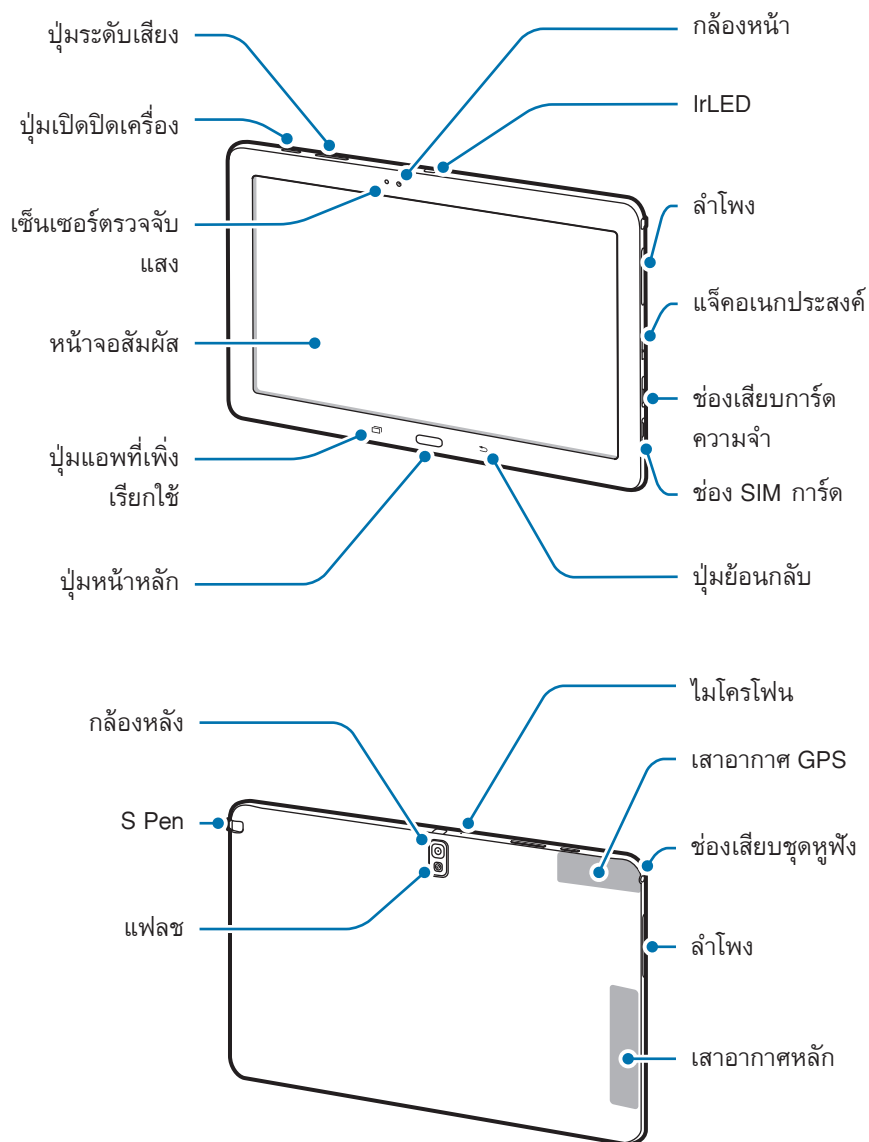 ปุ่มระดับเสียง
ปุ่มเปิดปิดเครื่อง
เซ็นเซอร์ตรวจจับ
แสง
หน้าจอสัมผัส
ปุ่มแอพที่เพิ่ง
เรียกใช้
ปุ่มหน้าหลัก
กล้องหน้า
IrLED
ลำโพง
แจ็คอเนกประสงค์
ช่องเสียบการ์ด
ความจำ
ช่อง SIM การ์ด
ปุ่มย้อนกลับ
กล้องหลัง
S Pen
แฟลช
ไมโครโฟน
เสาอากาศ GPS
ช่องเสียบชุดหูฟัง
ลำโพง
เสาอากาศหลัก